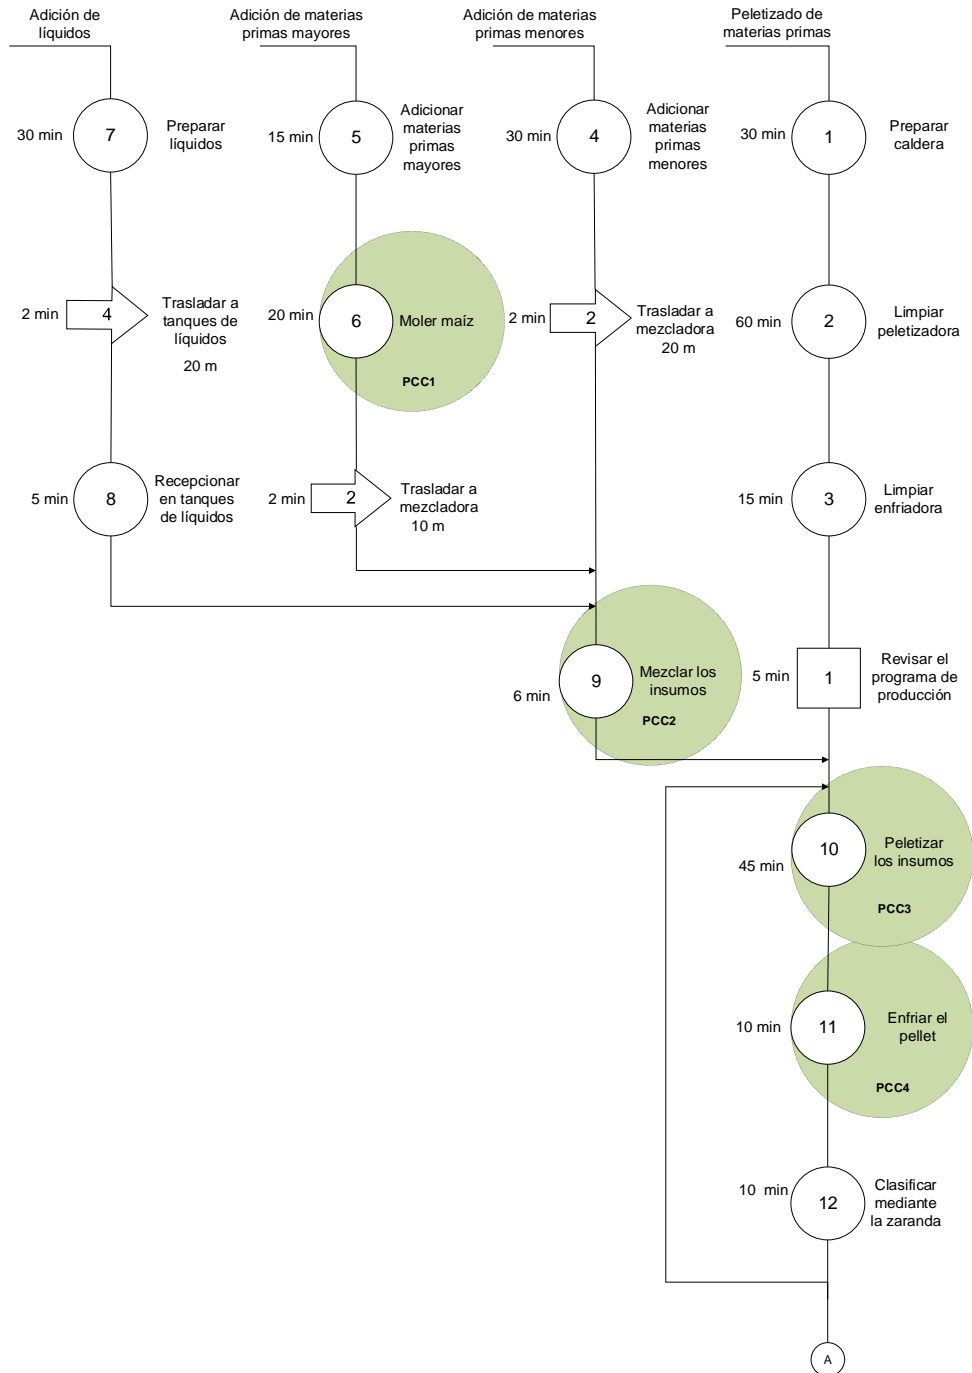 Adición de
líquidos
Adición de materias
primas mayores
Adición de materias
primas menores
Peletizado de
materias primas
30 min
7
Preparar
líquidos
15 min
5
Adicionar
materias
primas
mayores
30 min
4
Adicionar
materias
primas
menores
30 min
1
Preparar
caldera
2 min
4
Trasladar a
tanques de
líquidos
20 m
20 min
6
Moler maíz
PCC1
2 min
2
Trasladar a
mezcladora
20 m
60 min
2
Limpiar
peletizadora
5 min
8
Recepcionar
en tanques
de líquidos
2 min
2
Trasladar a
mezcladora
10 m
15 min
3
Limpiar
enfriadora
6 min
9
Mezclar los
insumos
PCC2
5 min
1
Revisar el
programa de
producción
45 min
10
Peletizar
los insumos
PCC3
10 min
11
Enfriar el
pellet
PCC4
10 min
12
Clasificar
mediante
la zaranda
A